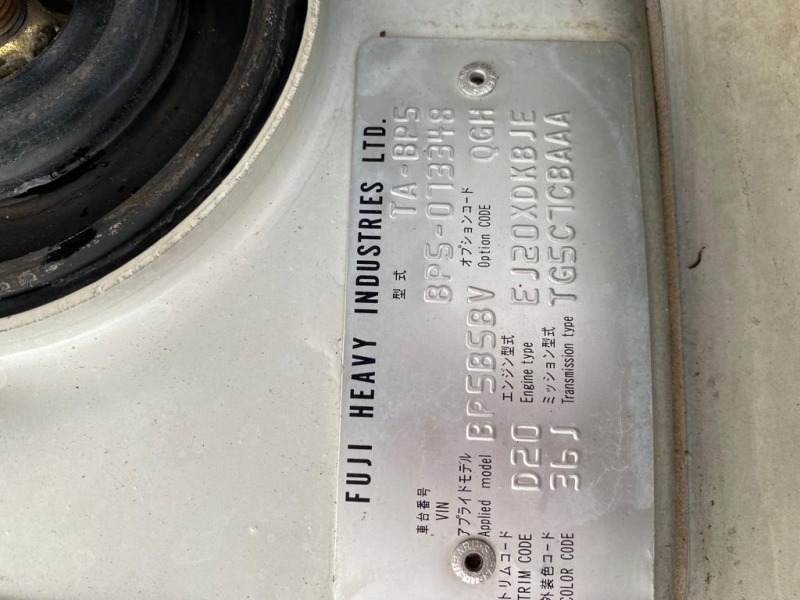 FUJI HEAVY INDUSTRIES LTD.
型式 TA-BP5
車台番号
VIN BP5-073348
アプライドモデル
Applied model BP5B5BV オプションコード
Option CODE QGH
トリムコード
TRIM CODE D20 エンジン型式
Engine type EJ20XDKBJE
外装色コード
COLOR CODE 36J ミッション型式
Transmission type TG5C7CBAAA